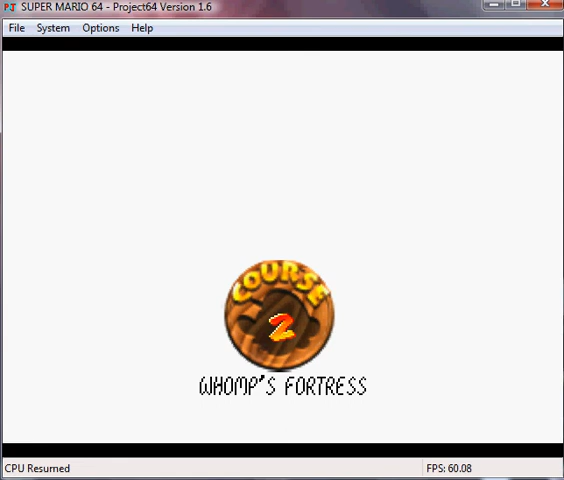 SUPER MARIO 64 - Project64 Version 1.6
File System Options Help
COURSE
2
WHOMP'S FORTRESS
CPU Resumed FPS: 60.08